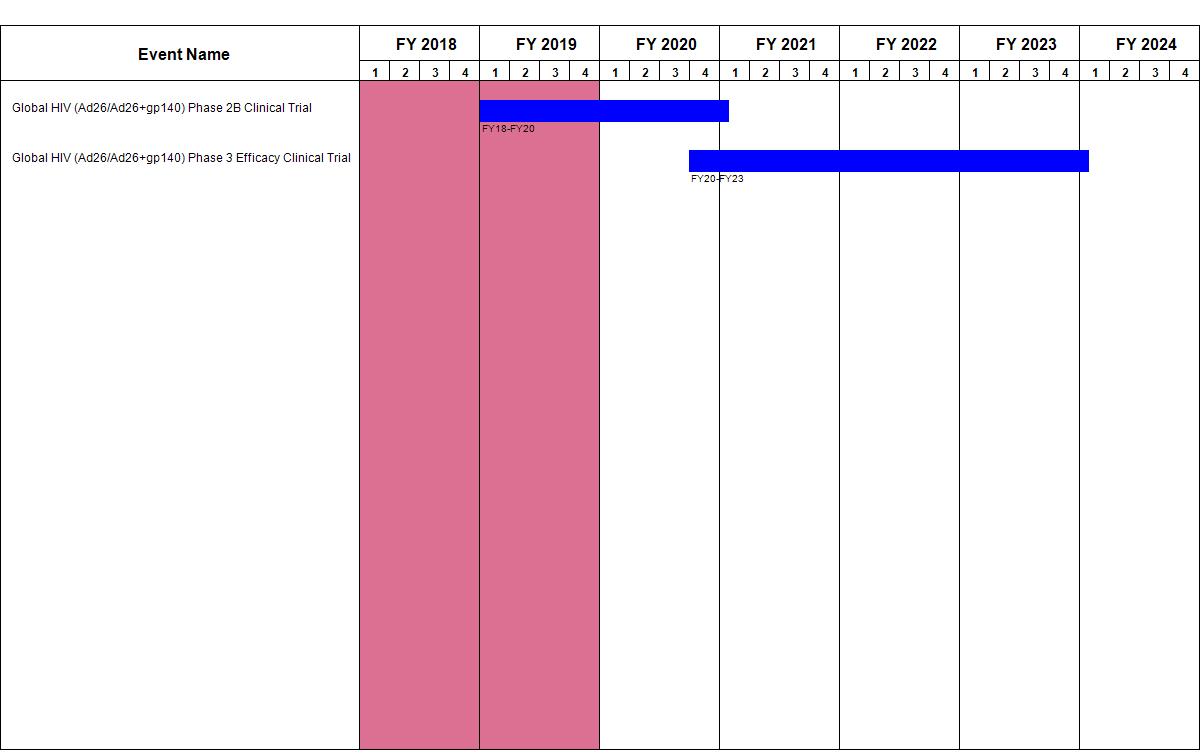 Event Name
FY 2018 FY 2019 FY 2020 FY 2021 FY 2022 FY 2023 FY 2024
1 2 3 4 1 2 3 4 1 2 3 4 1 2 3 4 1 2 3 4 1 2 3 4 1 2 3 4
Global HIV (Ad26/Ad26+gp140) Phase 2B Clinical Trial
FY18-FY20
Global HIV (Ad26/Ad26+gp140) Phase 3 Efficacy Clinical Trial
FY20-FY23